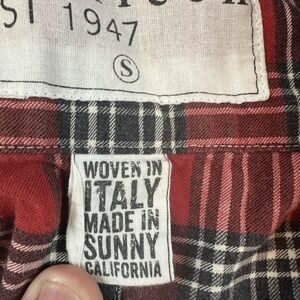 ST 1947
S
WOVEN IN
ITALY
MADE IN
SUNNY
CALIFORNIA